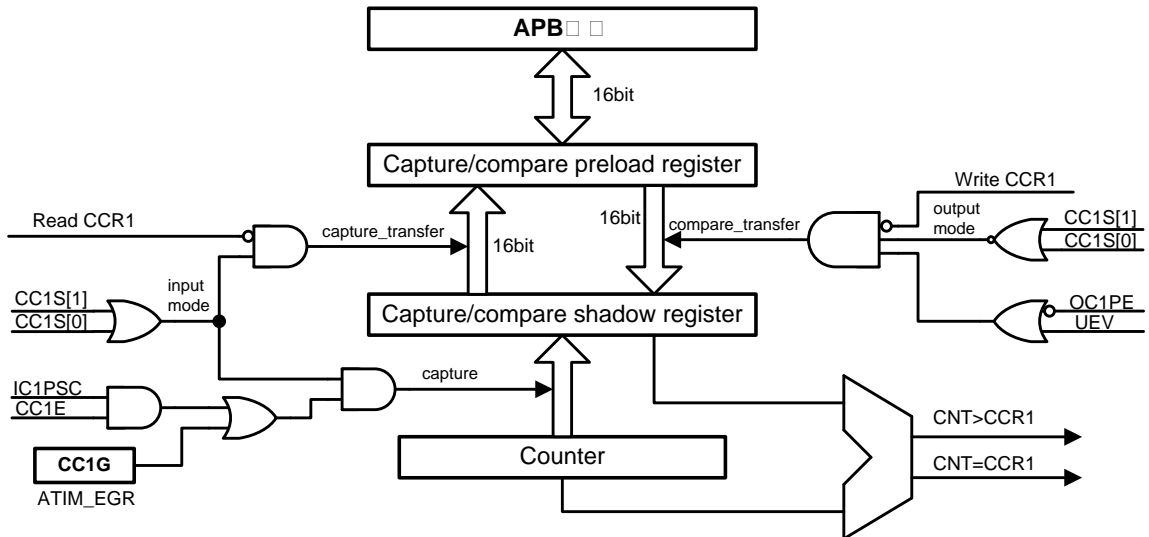 APB
16bit
Capture/compare preload register
Write CCR1
Read CCR1
capture_transfer
16bit
16bit
compare_transfer
output
mode
CC1S[1]
CC1S[0]
CC1S[1]
CC1S[0]
input
mode
Capture/compare shadow register
OC1PE
UEV
IC1PSC
CC1E
capture
CC1G
ATIM_EGR
Counter
CNT>CCR1
CNT=CCR1